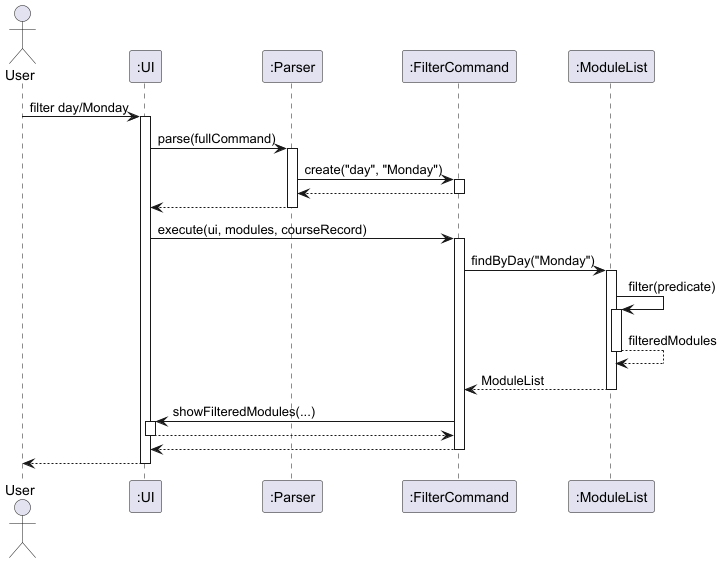 User
:UI
:Parser
:FilterCommand
:ModuleList
filter day/Monday
parse(fullCommand)
create("day", "Monday")
execute(ui, modules, courseRecord)
findByDay("Monday")
filter(predicate)
filteredModules
ModuleList
showFilteredModules(...)
User
:UI
:Parser
:FilterCommand
:ModuleList